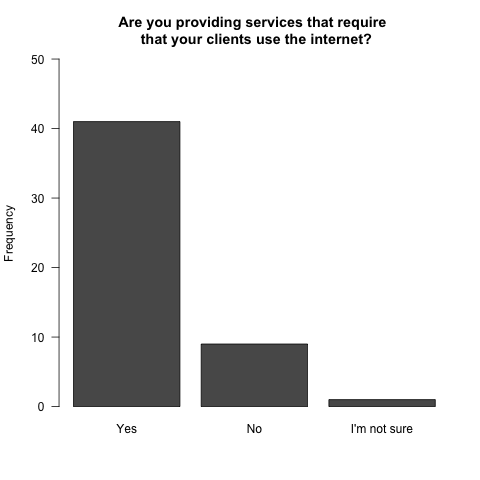 Are you providing services that require
that your clients use the internet?
50
40
30
20
10
0
Frequency
Yes
No
I'm not sure